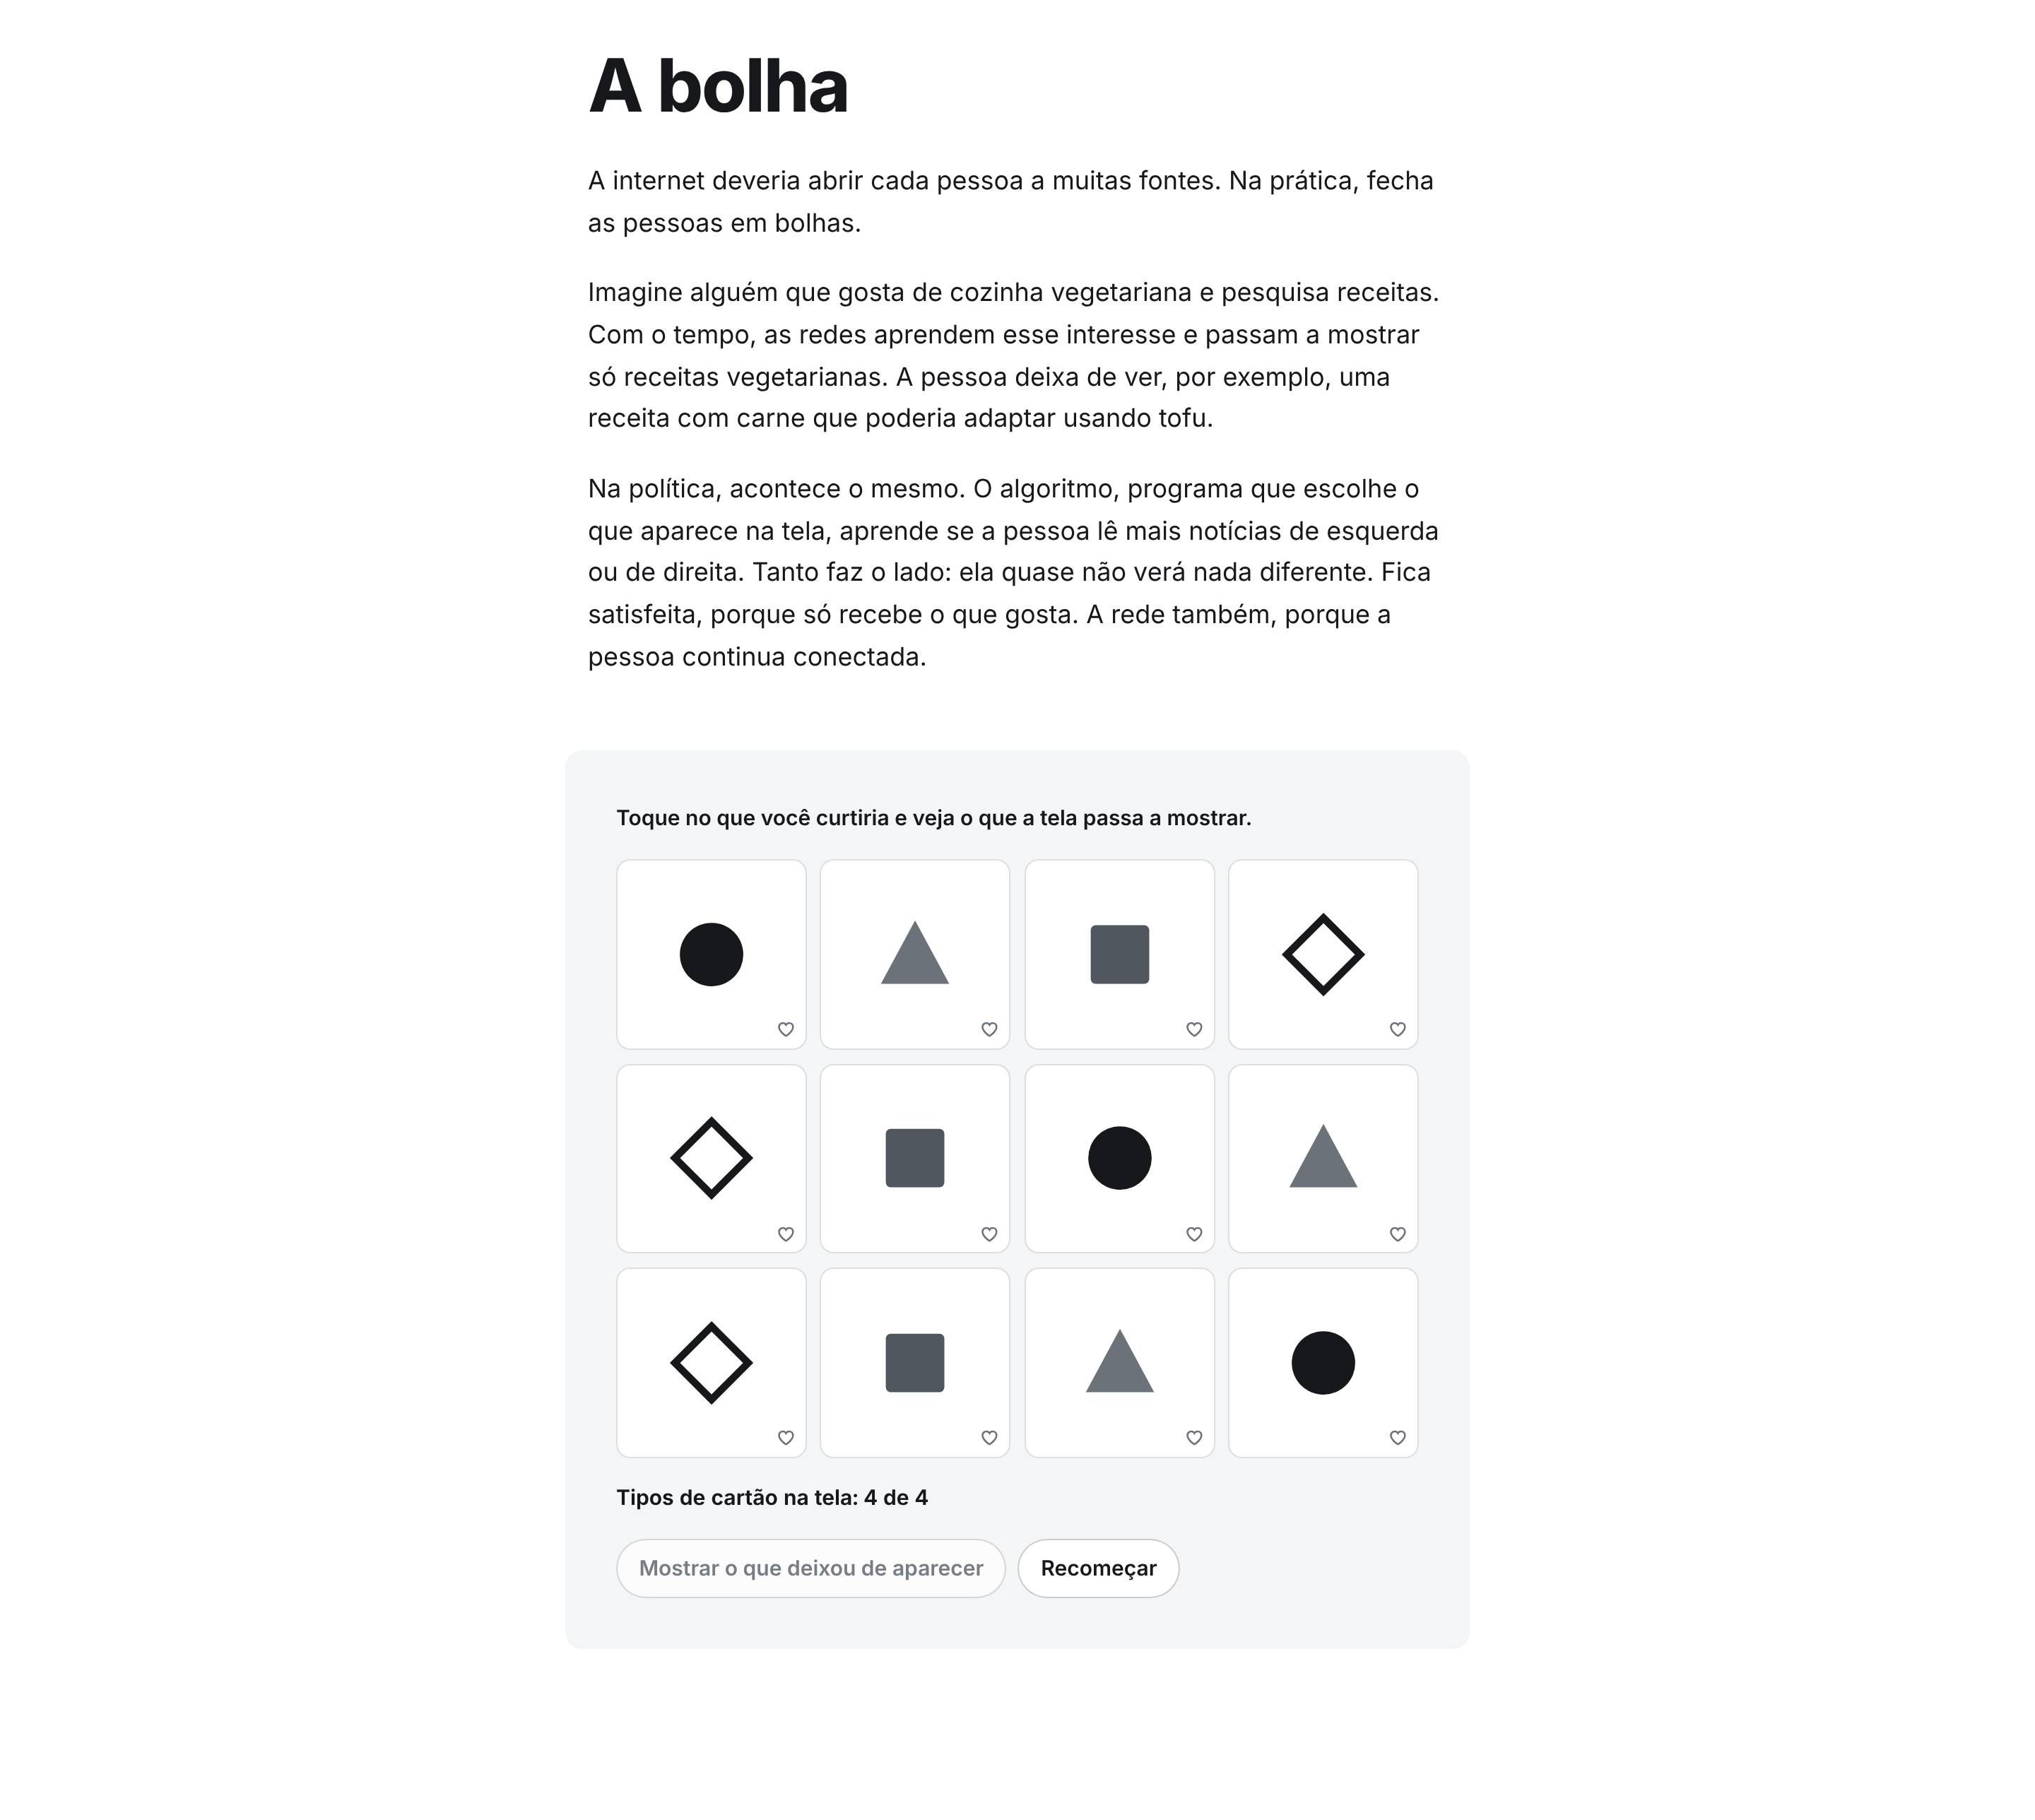 A bolha
A internet deveria abrir cada pessoa a muitas fontes. Na prática, fecha
as pessoas em bolhas.
Imagine alguém que gosta de cozinha vegetariana e pesquisa receitas.
Com o tempo, as redes aprendem esse interesse e passam a mostrar
só receitas vegetarianas. A pessoa deixa de ver, por exemplo, uma
receita com carne que poderia adaptar usando tofu.
Na política, acontece o mesmo. O algoritmo, programa que escolhe o
que aparece na tela, aprende se a pessoa lê mais notícias de esquerda
ou de direita. Tanto faz o lado: ela quase não verá nada diferente. Fica
satisfeita, porque só recebe o que gosta. A rede também, porque a
pessoa continua conectada.
Toque no que você curtiria e veja o que a tela passa a mostrar.
Tipos de cartão na tela: 4 de 4
Mostrar o que deixou de aparecer
Recomeçar